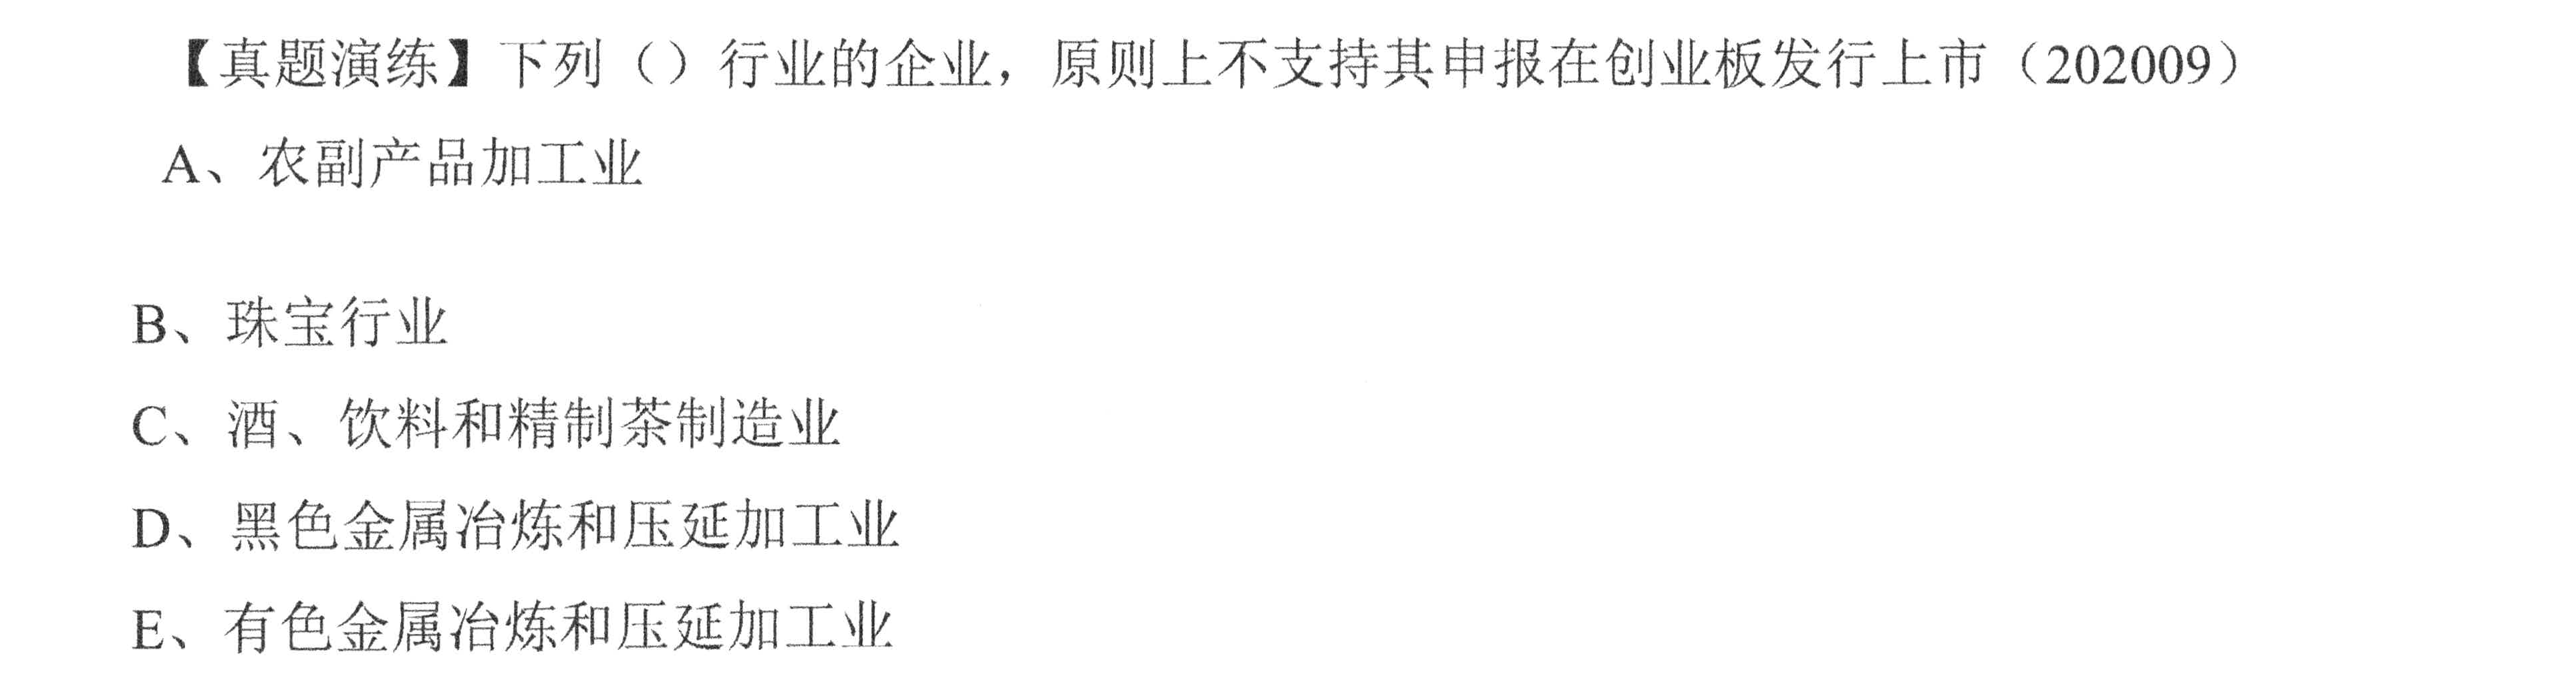 【真题演练】下列（）行业的企业，原则上不支持其申报在创业板发行上市（202009）
A、农副产品加工业
B、珠宝行业
C、酒、饮料和精制茶制造业
D、黑色金属冶炼和压延加工业
E、有色金属冶炼和压延加工业